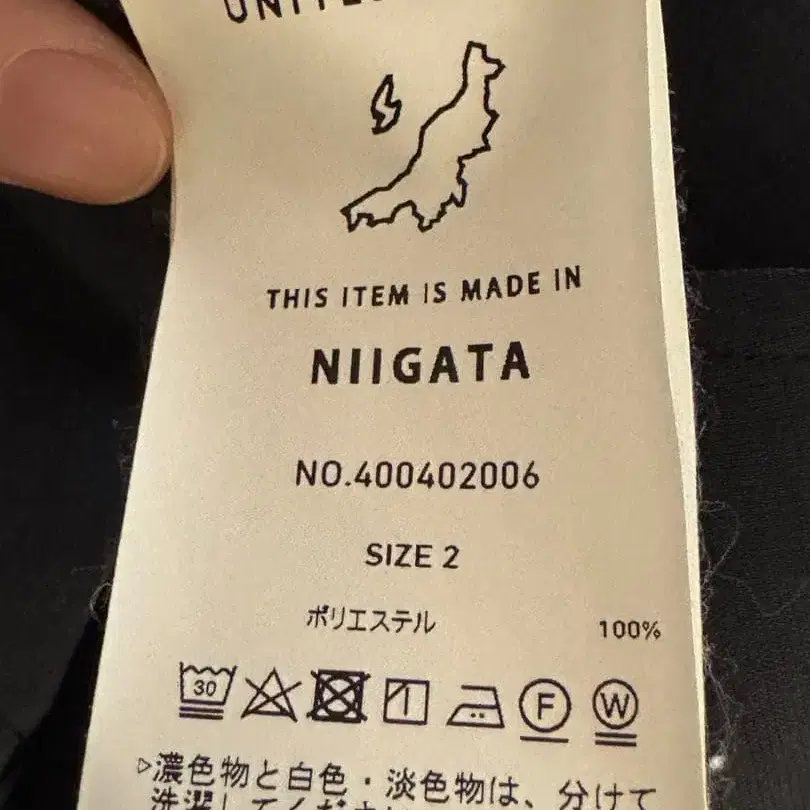 THIS ITEM IS MADE IN
NIIGATA
NO.400402006
SIZE 2
ポリエステル 100%
30 F W
▷濃色物と白色・淡色物は、分けて